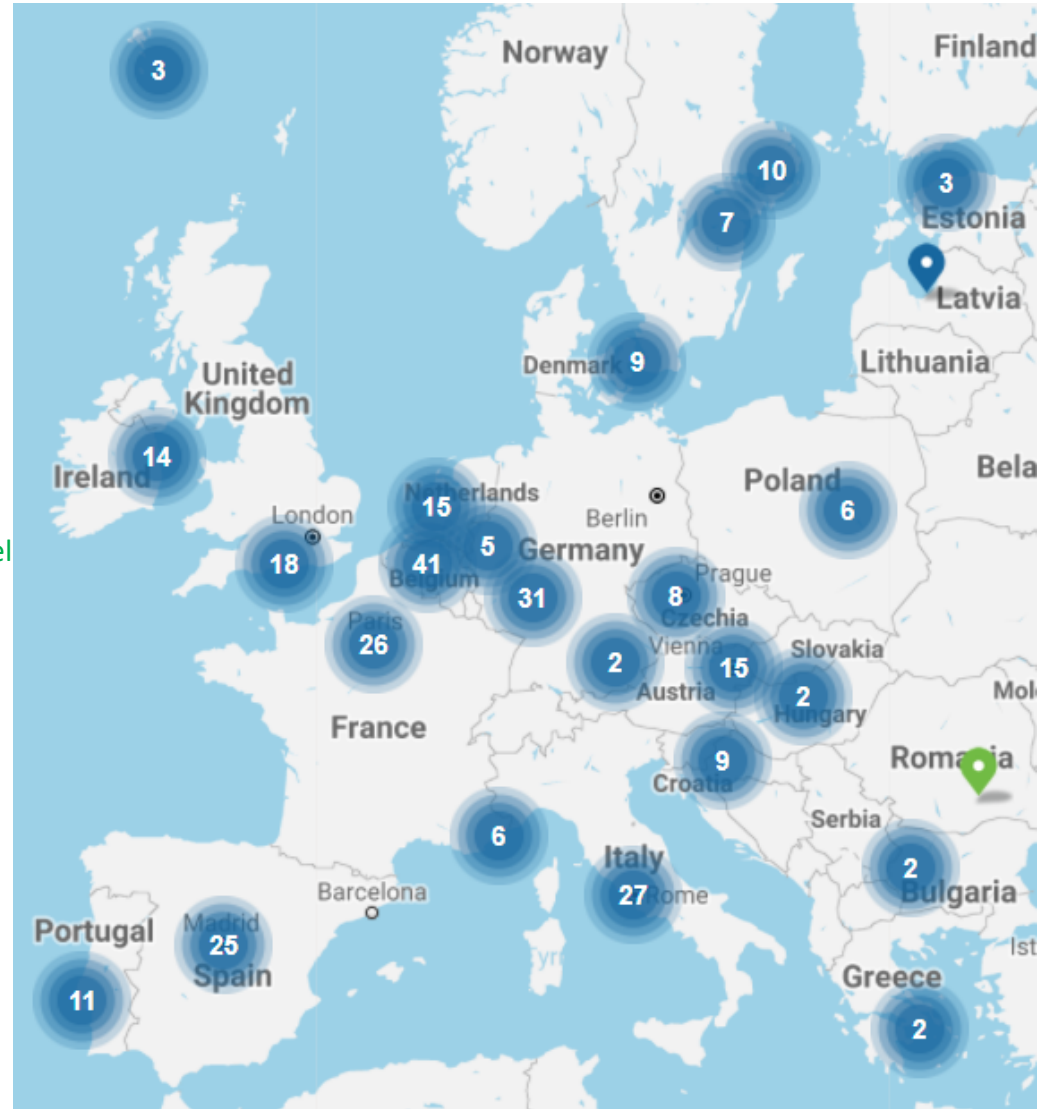 3
Norway
Finland
10
3
7
Estonia
Latvia
Denmark
9
Lithuania
United
Kingdom
14
Ireland
Netherlands
15
Poland
Bela
6
London
Berlin
el
18
41
5
Germany
Belgium
31
8
Prague
Czechia
Paris
26
Vienna
2
15
Slovakia
Austria
2
Hungary
Mol
France
9
Croatia
Romania
Serbia
6
Italy
27
Rome
2
Bulgaria
Barcelona
Portugal
Madrid
25
Spain
Ist
Greece
11
2